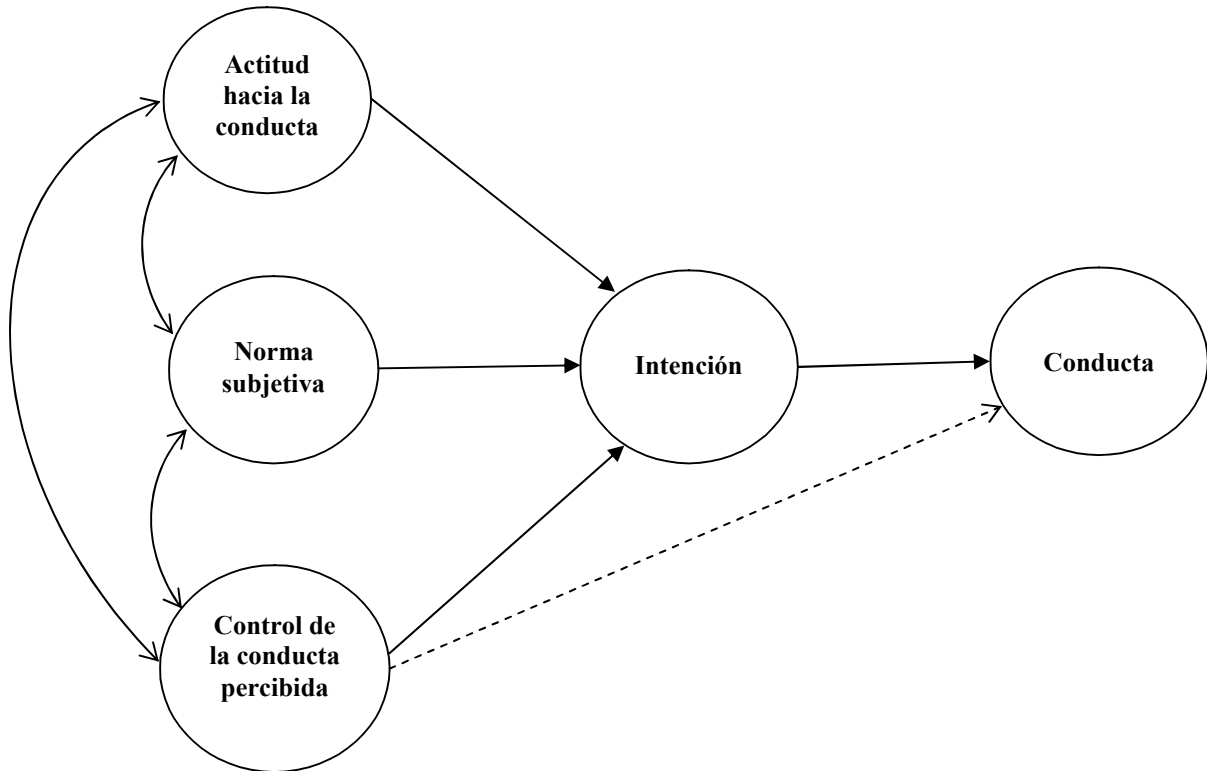 Actitud
hacia la
conducta
Norma
subjetiva
Intención
Conducta
Control de
la conducta
percibida